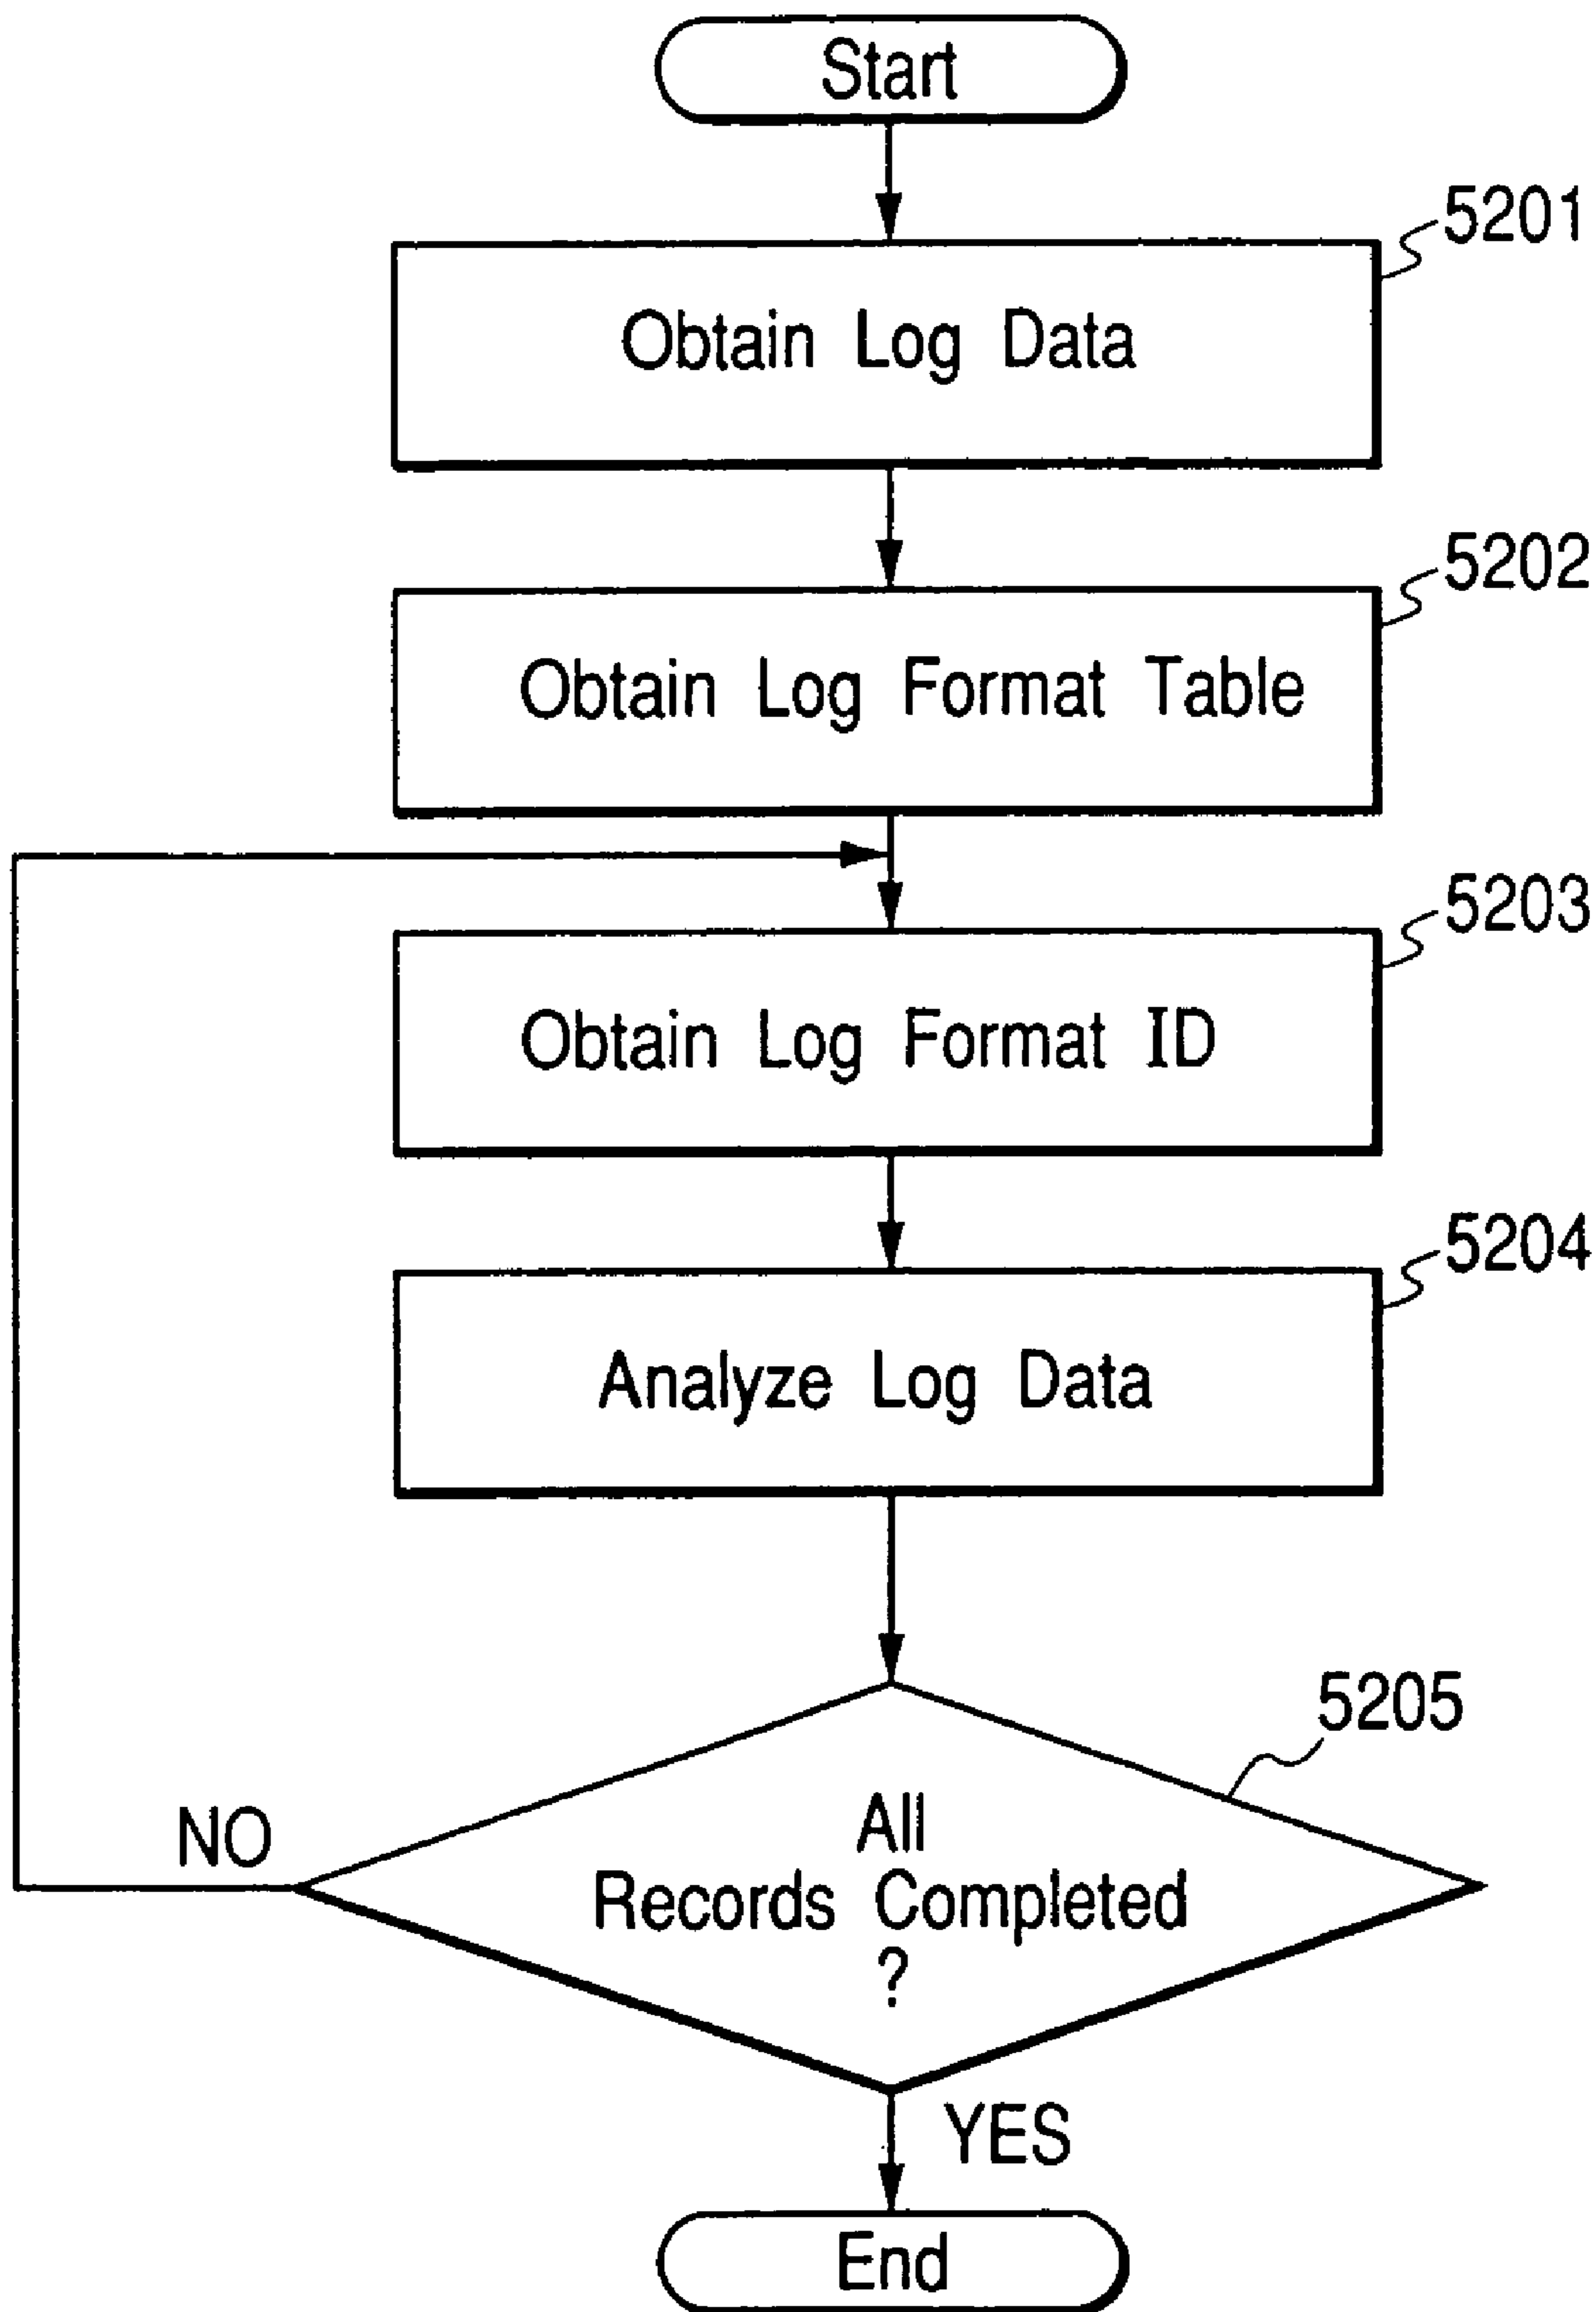 Start
5201
Obtain Log Data
5202
Obtain Log Format Table
5203
Obtain Log Format ID
5204
Analyze Log Data
5205
All
Records Completed
?
NO
YES
End